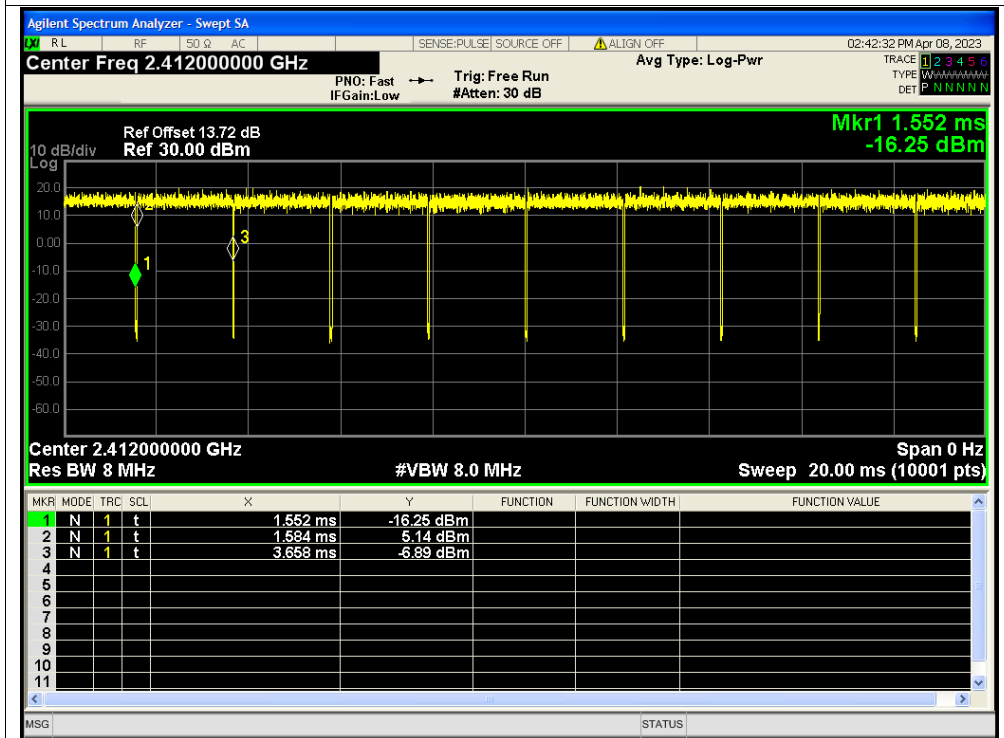 Agilent Spectrum Analyzer - Swept SA
LXI RL RF 50 Ω AC SENSE:PULSE SOURCE OFF ALIGN OFF 02:42:32 PM Apr 08, 2023
Center Freq 2.412000000 GHz
PNO: Fast
IFGain:Low
Trig: Free Run
#Atten: 30 dB
Avg Type: Log-Pwr
TRACE 1 2 3 4 5 6
TYPE W
DET P N N N N N
Mkr1 1.552 ms
-16.25 dBm
Ref Offset 13.72 dB
10 dB/div Ref 30.00 dBm
Log
20.0
10.0
0.00
-10.0
-20.0
-30.0
-40.0
-50.0
-60.0
2
3
1
Center 2.412000000 GHz Span 0 Hz
Res BW 8 MHz #VBW 8.0 MHz Sweep 20.00 ms (10001 pts)
MKR MODE TRC SCL X Y FUNCTION FUNCTION WIDTH FUNCTION VALUE
1 N 1 t 1.552 ms -16.25 dBm
2 N 1 t 1.584 ms 5.14 dBm
3 N 1 t 3.658 ms -6.89 dBm
4
5
6
7
8
9
10
11
MSG STATUS